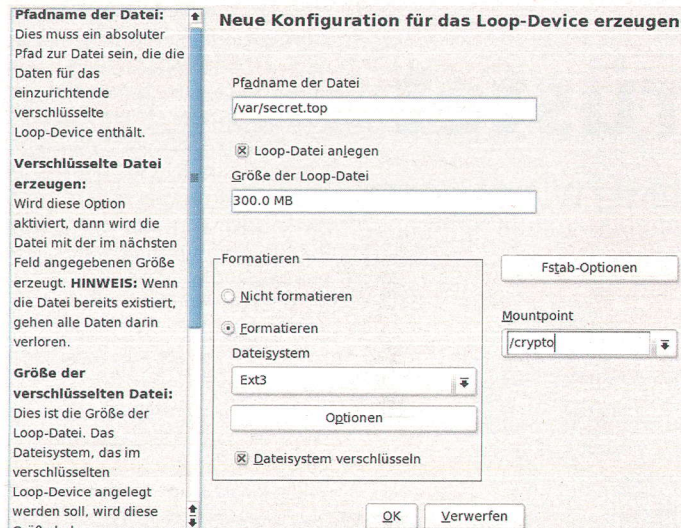 Pfadname der Datei:
Dies muss ein absoluter
Pfad zur Datei sein, die die
Daten für das
einzurichtende
verschlüsselte
Loop-Device enthält.
Verschlüsselte Datei
erzeugen:
Wird diese Option
aktiviert, dann wird die
Datei mit der im nächsten
Feld angegebenen Größe
erzeugt. HINWEIS: Wenn
die Datei bereits existiert,
gehen alle Daten darin
verloren.
Größe der
verschlüsselten Datei:
Dies ist die Größe der
Loop-Datei. Das
Dateisystem, das im
verschlüsselten
Loop-Device angelegt
werden soll, wird diese
Neue Konfiguration für das Loop-Device erzeugen
Pfadname der Datei
/var/secret.top
Loop-Datei anlegen
Größe der Loop-Datei
300.0 MB
Formatieren
Nicht formatieren
Formatieren
Dateisystem
Ext3
Optionen
Dateisystem verschlüsseln
Fstab-Optionen
Mountpoint
/crypto
OK
Verwerfen